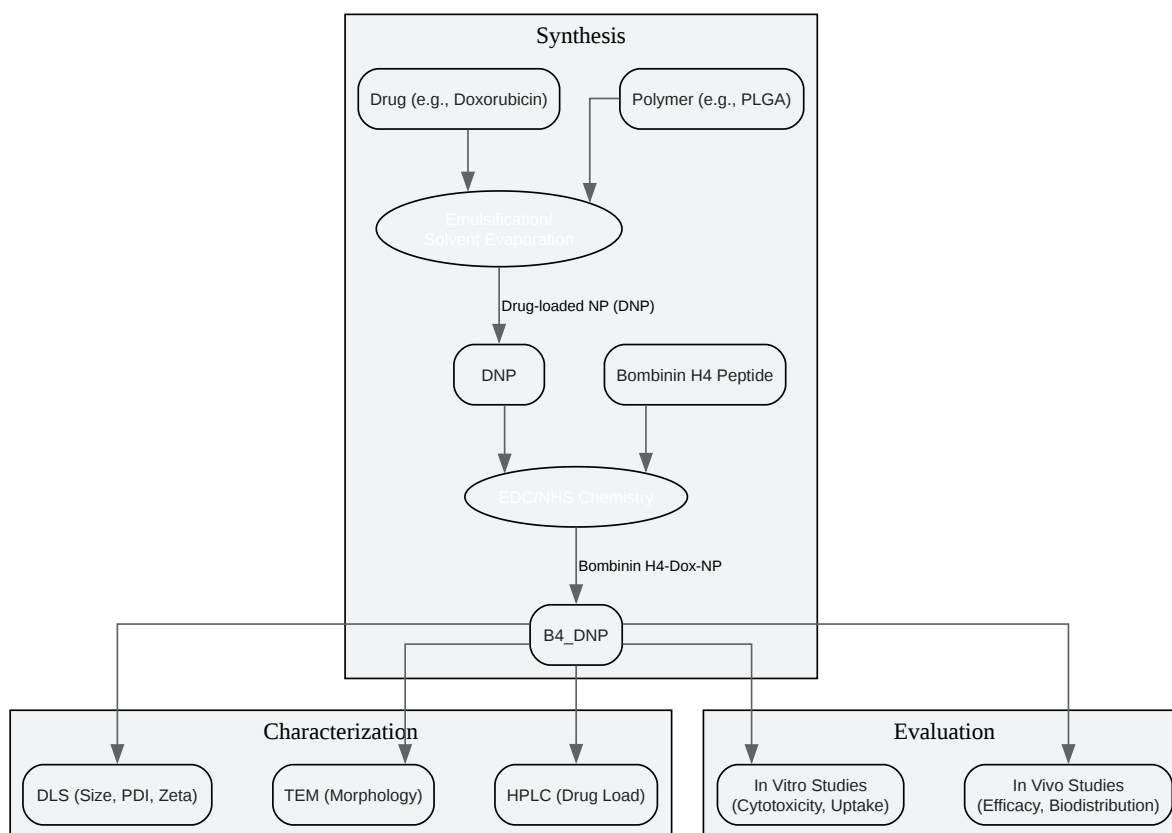 Synthesis
Drug (e.g., Doxorubicin)
Polymer (e.g., PLGA)
Emulsification/
Solvent Evaporation
Drug-loaded NP (DNP)
DNP
Bombinin H4 Peptide
EDC/NHS Chemistry
Bombinin H4-Dox-NP
B4_DNP
Characterization
DLS (Size, PDI, Zeta)
TEM (Morphology)
HPLC (Drug Load)
Evaluation
In Vitro Studies
(Cytotoxicity, Uptake)
In Vivo Studies
(Efficacy, Biodistribution)